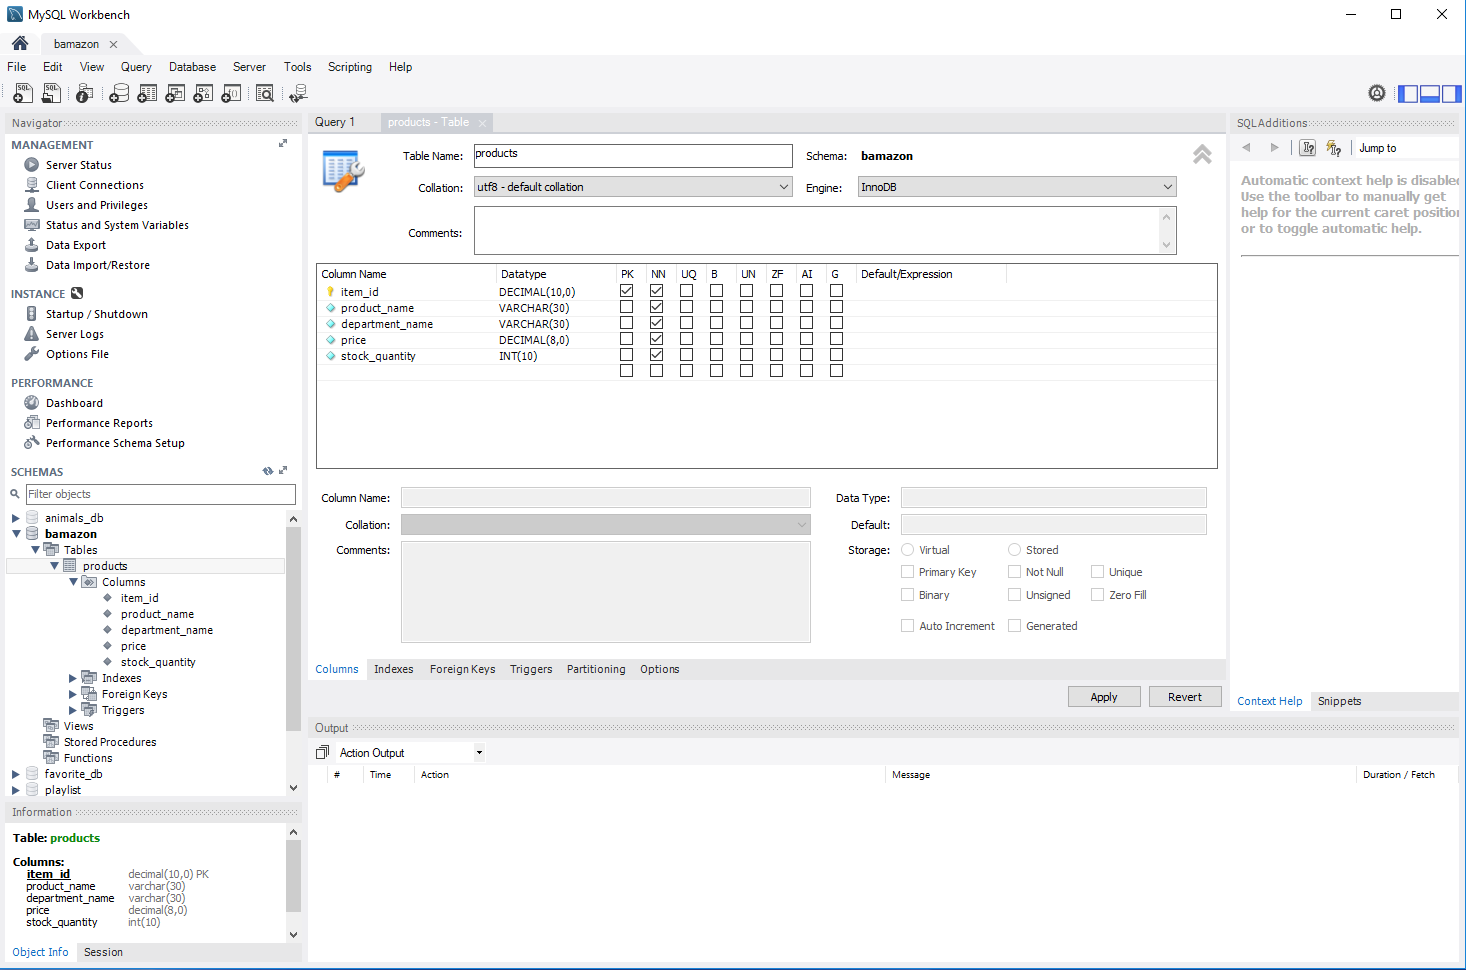 MySQL Workbench
bamazon
File Edit View Query Database Server Tools Scripting Help
Navigator
MANAGEMENT
Server Status
Client Connections
Users and Privileges
Status and System Variables
Data Export
Data Import/Restore
INSTANCE
Startup / Shutdown
Server Logs
Options File
PERFORMANCE
Dashboard
Performance Reports
Performance Schema Setup
SCHEMAS
Filter objects
animals_db
bamazon
Tables
products
Columns
item_id
product_name
department_name
price
stock_quantity
Indexes
Foreign Keys
Triggers
Views
Stored Procedures
Functions
favorite_db
playlist
Information
Table: products
Columns:
item_id decimal(10,0) PK
product_name varchar(30)
department_name varchar(30)
price decimal(8,0)
stock_quantity int(10)
Object Info Session
Query 1 products - Table
Table Name: products Schema: bamazon
Collation: utf8 - default collation Engine: InnoDB
Comments:
Column Name Datatype PK NN UQ B UN ZF AI G Default/Expression
item_id DECIMAL(10,0)
product_name VARCHAR(30)
department_name VARCHAR(30)
price DECIMAL(8,0)
stock_quantity INT(10)
Column Name: Data Type:
Collation: Default:
Comments: Storage: Virtual Stored
Primary Key Not Null Unique
Binary Unsigned Zero Fill
Auto Increment Generated
Columns Indexes Foreign Keys Triggers Partitioning Options
Apply Revert
Output
Action Output
# Time Action Message Duration / Fetch
SQLAdditions
Jump to
Automatic context help is disabled
Use the toolbar to manually get
help for the current caret position
or to toggle automatic help.
Context Help Snippets